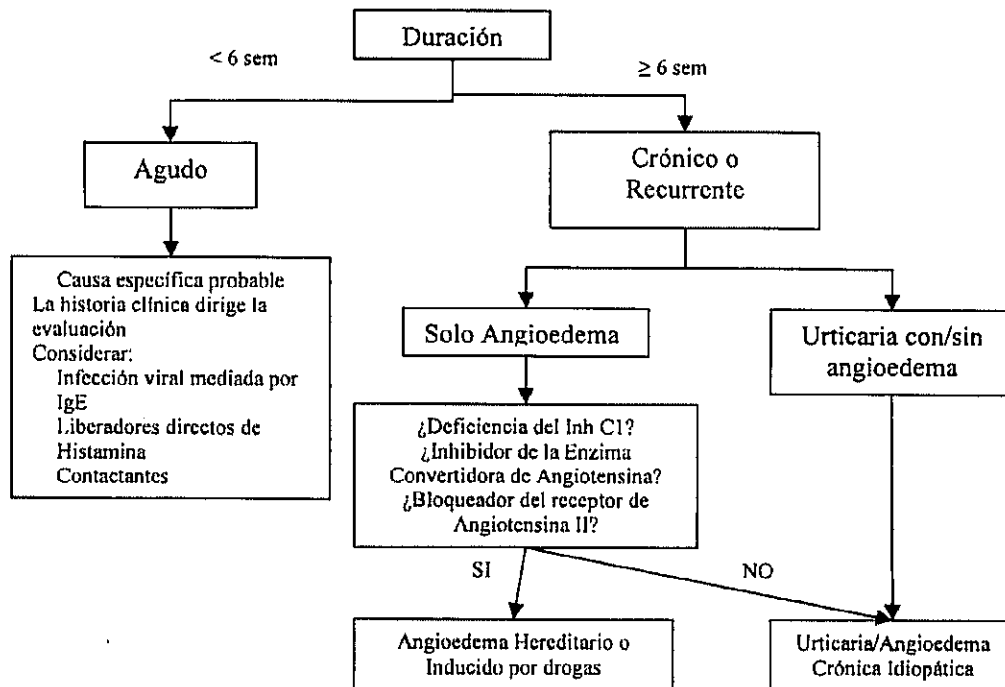 Duración
< 6 sem
≥ 6 sem
Agudo
Crónico o
Recurrente
Causa específica probable
La historia clínica dirige la
evaluación
Considerar:
Infección viral mediada por
IgE
Liberadores directos de
Histamina
Contactantes
Solo Angioedema
Urticaria con/sin
angioedema
¿Deficiencia del Inh C1?
¿Inhibidor de la Enzima
Convertidora de Angiotensina?
¿Bloqueador del receptor de
Angiotensina II?
SI
NO
Angioedema Hereditario o
Inducido por drogas
Urticaria/Angioedema
Crónica Idiopática